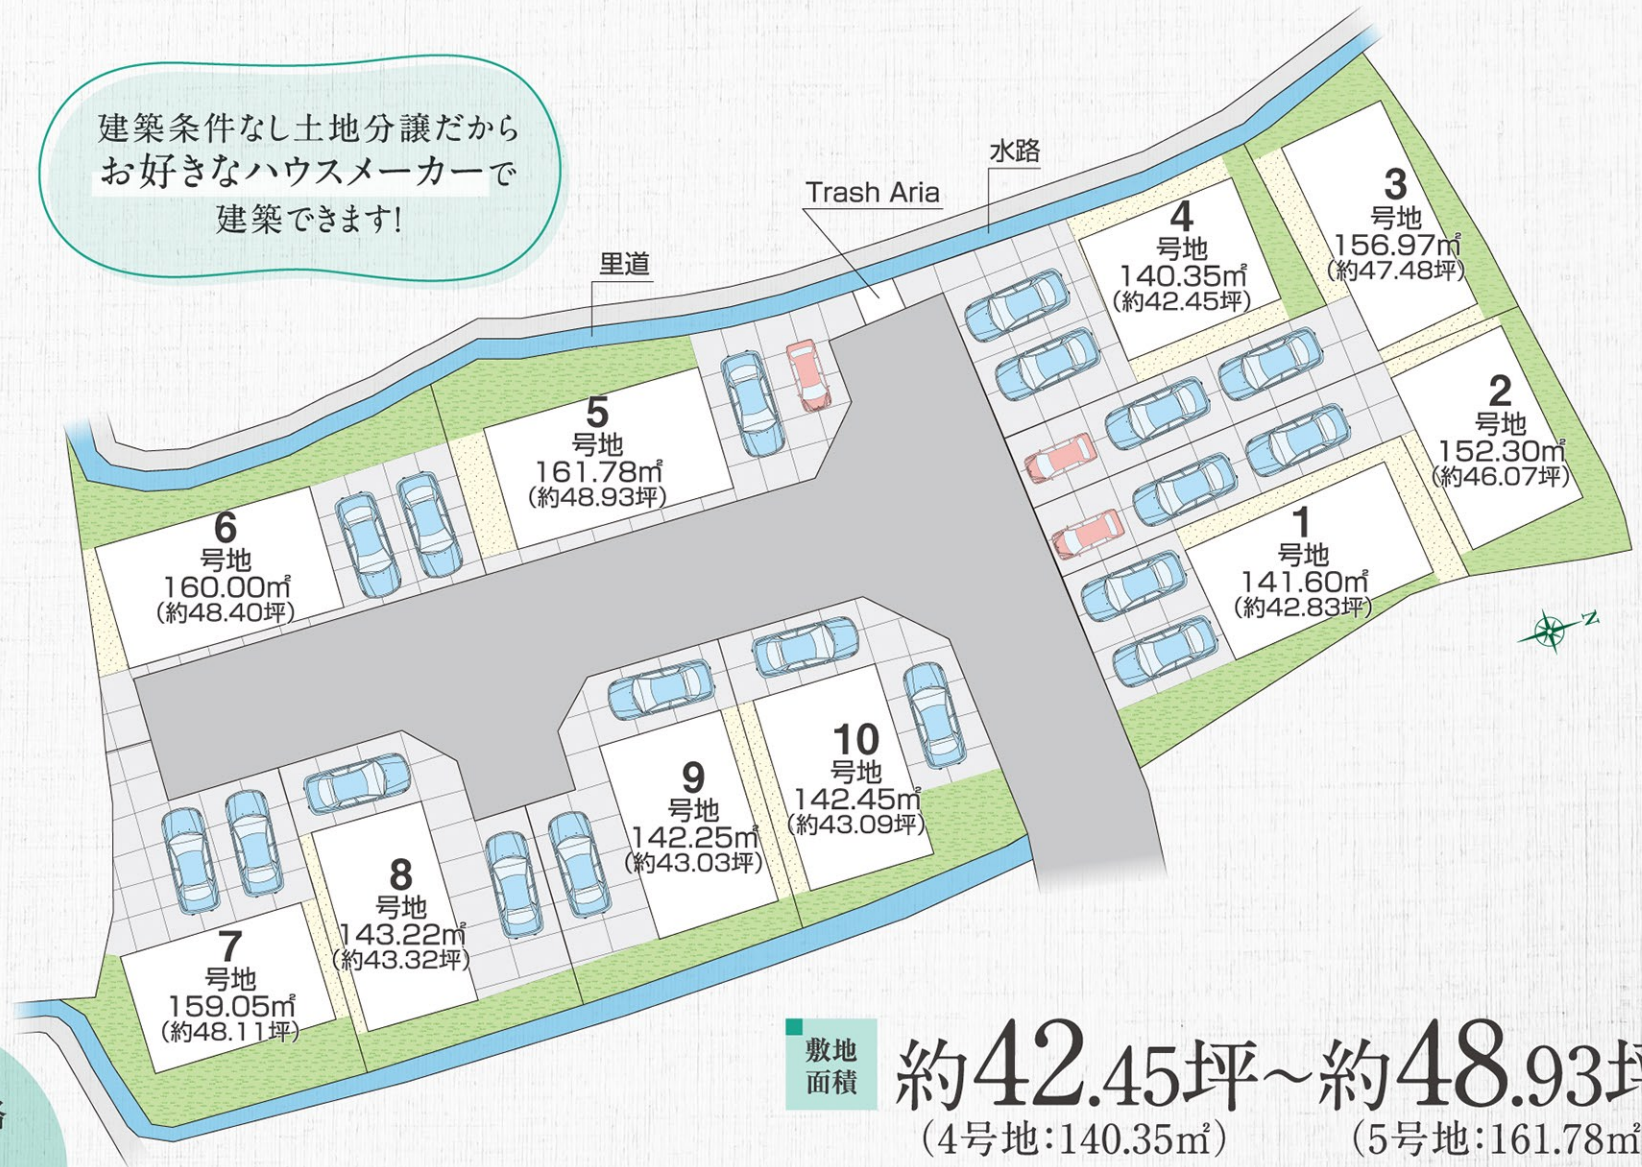 建築条件なし土地分譲だから
お好きなハウスメーカーで
建築できます!
里道
Trash Aria
水路
3
号地
156.97㎡
(約47.48坪)
4
号地
140.35㎡
(約42.45坪)
2
号地
152.30㎡
(約46.07坪)
5
号地
161.78㎡
(約48.93坪)
1
号地
141.60㎡
(約42.83坪)
6
号地
160.00㎡
(約48.40坪)
N
10
号地
142.45㎡
(約43.09坪)
9
号地
142.25㎡
(約43.03坪)
8
号地
143.22㎡
(約43.32坪)
7
号地
159.05㎡
(約48.11坪)
敷地
面積
約42.45坪~約48.93坪
(4号地:140.35㎡)
(5号地:161.78㎡